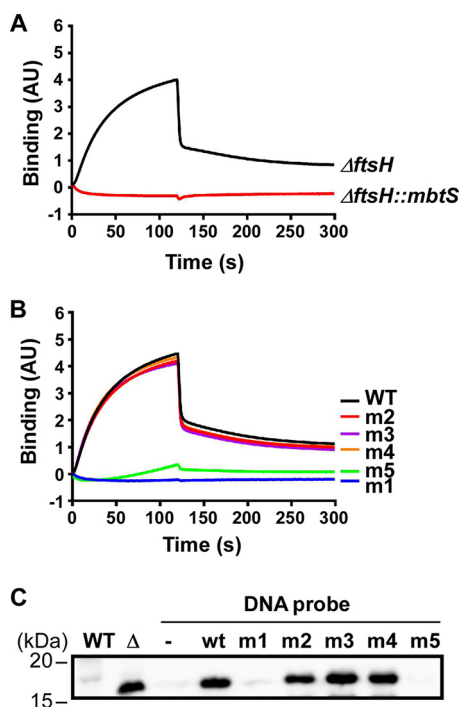 A
Binding (AU)
6
5
4
3
2
1
0
-1
0 50 100 150 200 250 300
Time (s)
ΔftsH
ΔftsH::mbtS
B
Binding (AU)
6
5
4
3
2
1
0
-1
0 50 100 150 200 250 300
Time (s)
WT
m2
m3
m4
m5
m1
C
DNA probe
(kDa) WT Δ - wt m1 m2 m3 m4 m5
20
15